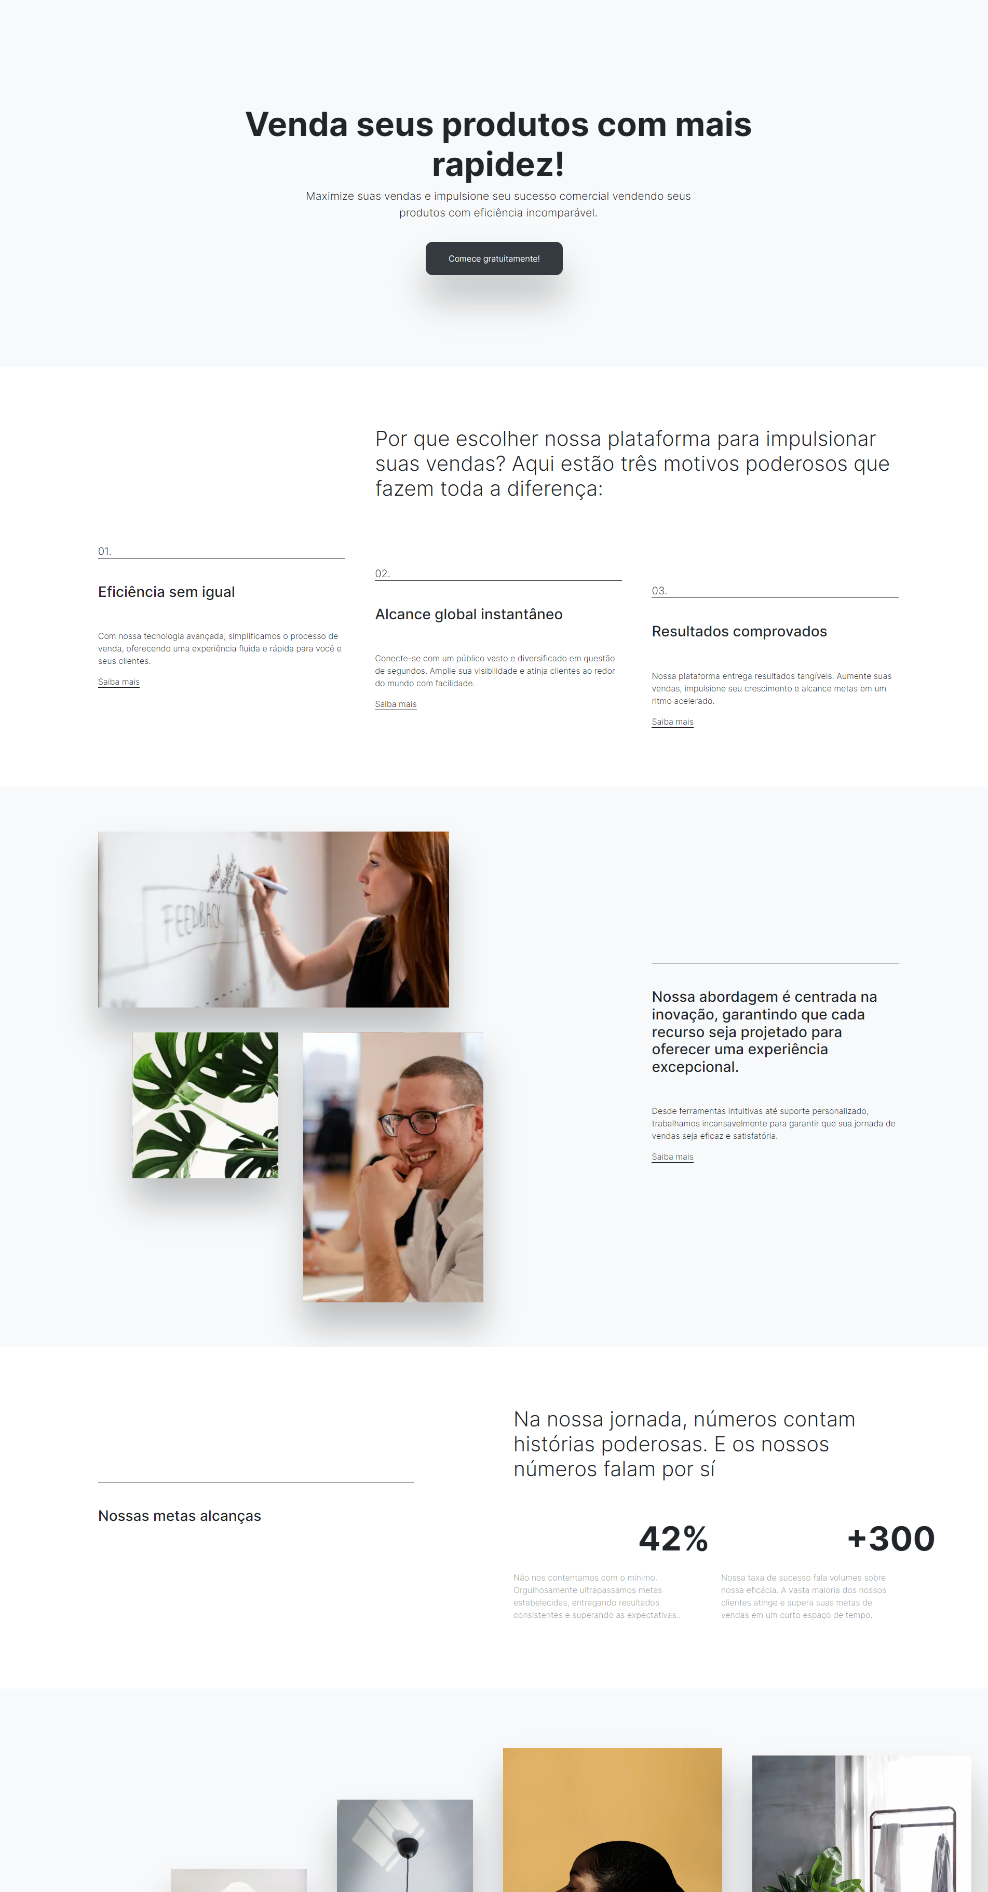 Venda seus produtos com mais
rapidez!
Maximize suas vendas e impulsione seu sucesso comercial vendendo seus
produtos com eficiência incomparável.
Comece gratuitamente!
Por que escolher nossa plataforma para impulsionar
suas vendas? Aqui estão três motivos poderosos que
fazem toda a diferença:
01.
Eficiência sem igual
Com nossa tecnologia avançada, simplificamos o processo de
venda, oferecendo uma experiência fluida e rápida para você e
seus clientes.
Saiba mais
02.
Alcance global instantâneo
Conecte-se com um público vasto e diversificado em questão
de segundos. Amplie sua visibilidade e atinja clientes ao redor
do mundo com facilidade.
Saiba mais
03.
Resultados comprovados
Nossa plataforma entrega resultados tangíveis. Aumente suas
vendas, impulsione seu crescimento e alcance metas em um
ritmo acelerado.
Saiba mais
FEEDBACK
Nossa abordagem é centrada na
inovação, garantindo que cada
recurso seja projetado para
oferecer uma experiência
excepcional.
Desde ferramentas intuitivas até suporte personalizado,
trabalhamos incansavelmente para garantir que sua jornada de
vendas seja eficaz e satisfatória.
Saiba mais
Na nossa jornada, números contam
histórias poderosas. E os nossos
números falam por sí
Nossas metas alcanças
42%
Não nos contentamos com o mínimo.
Orgulhosamente ultrapassamos metas
estabelecidas, entregando resultados
consistentes e superando as expectativas..
+300
Nossa taxa de sucesso fala volumes sobre
nossa eficácia. A vasta maioria dos nossos
clientes atinge e supera suas metas de
vendas em um curto espaço de tempo.